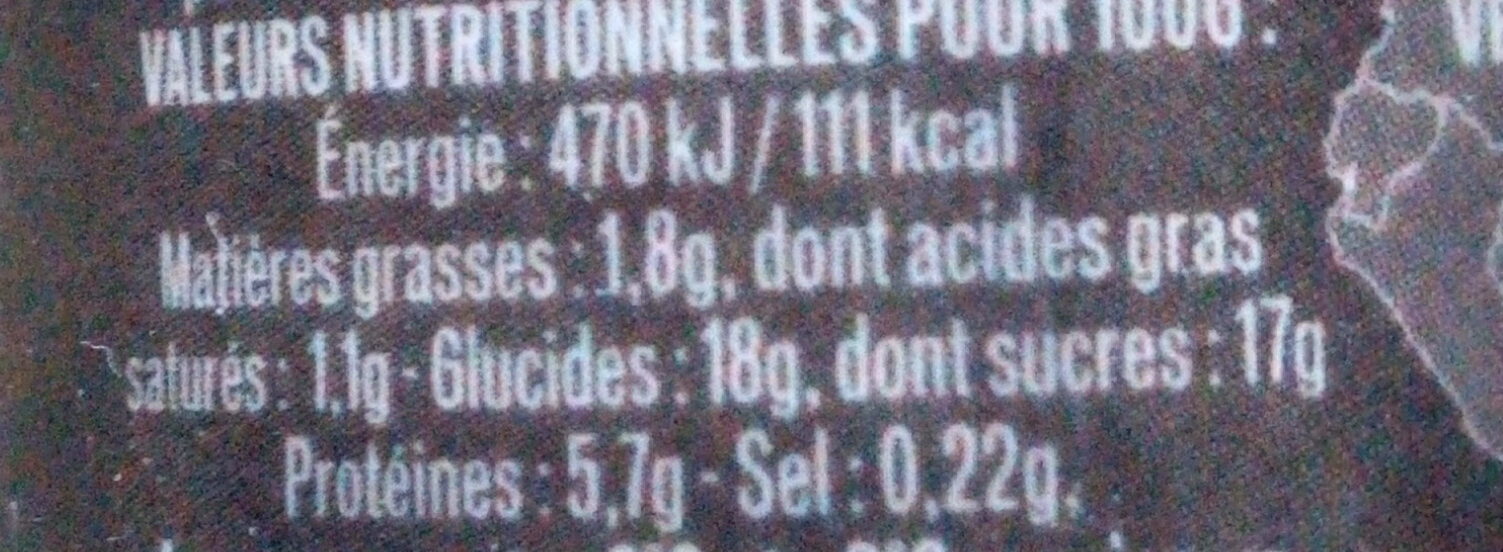 VALEURS NUTRITIONNELLES POUR 100G :
Énergie : 470 kJ / 111 kcal
Matières grasses : 1,8g, dont acides gras
saturés : 1,1g - Glucides : 18g, dont sucres : 17g
Protéines : 5,7g - Sel : 0,22g.